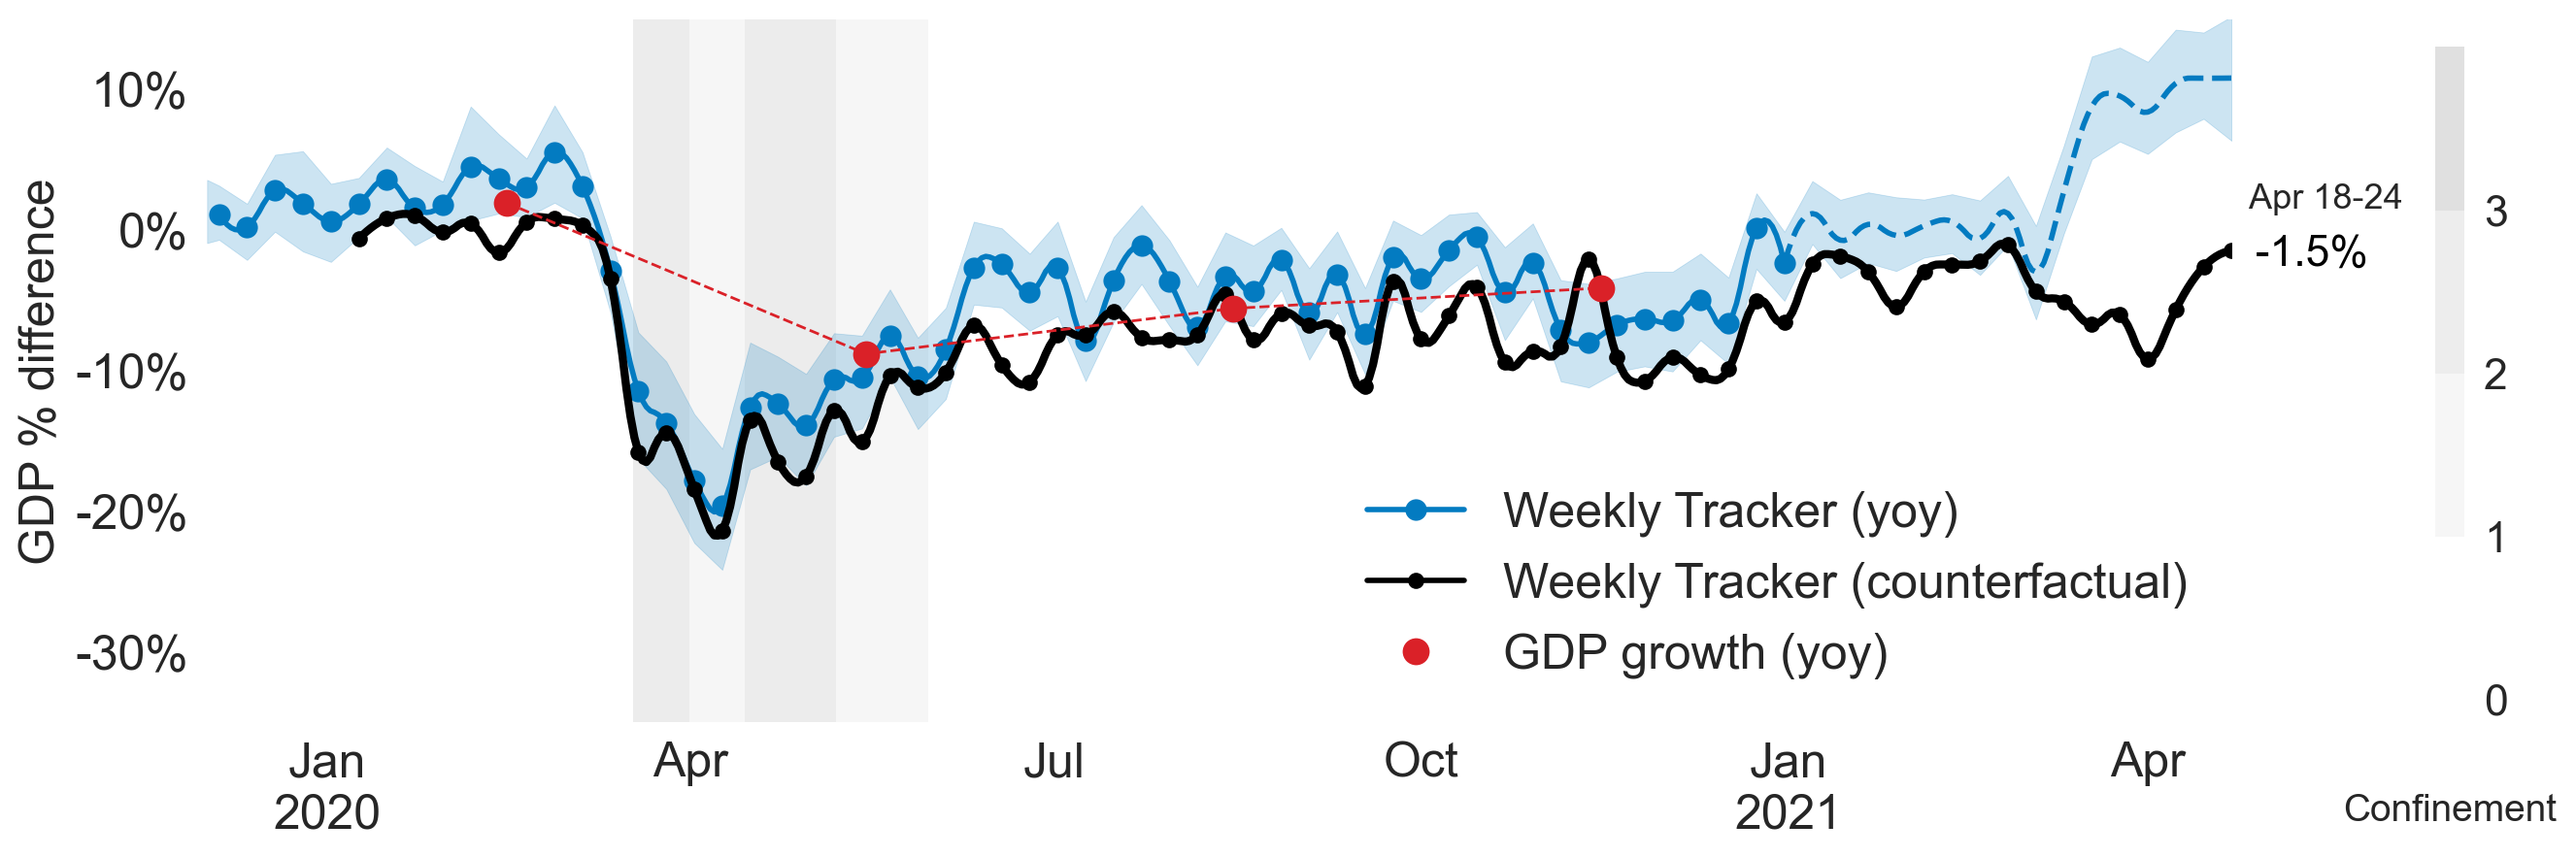 GDP % difference
10%
0%
-10%
-20%
-30%
Jan
2020
Apr
Jul
Oct
Jan
2021
Apr
Weekly Tracker (yoy)
Weekly Tracker (counterfactual)
GDP growth (yoy)
Apr 18-24
-1.5%
3
2
1
0
Confinement